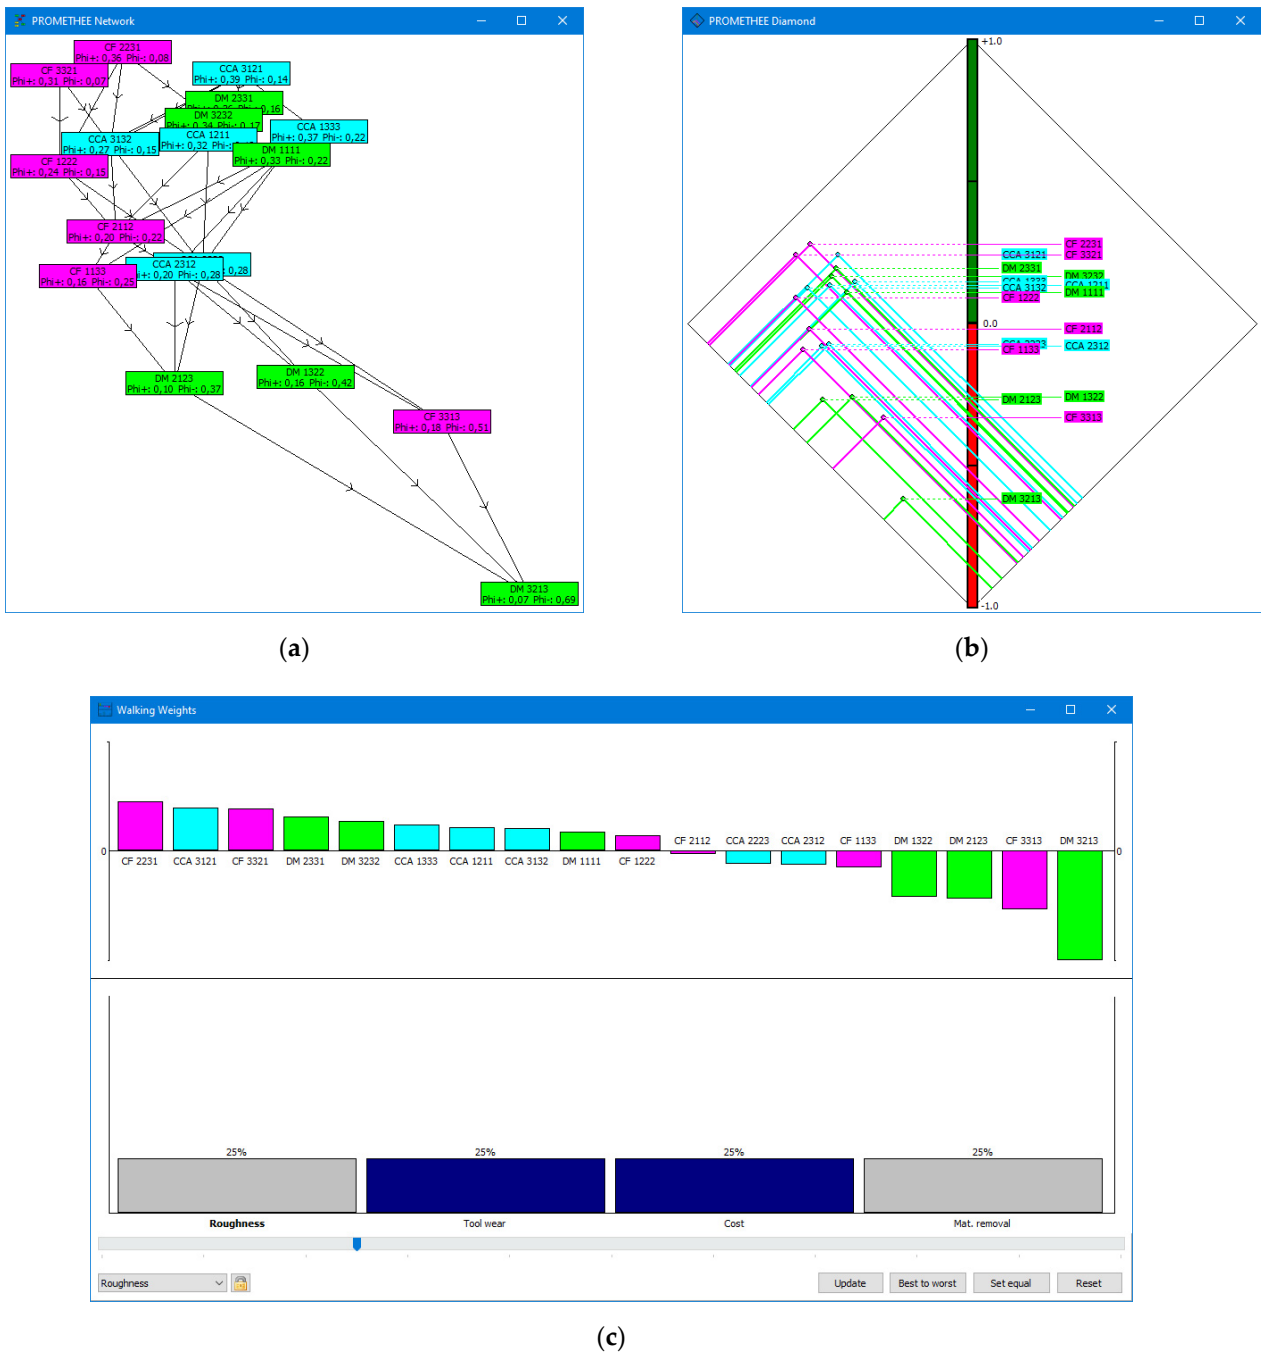 PROMETHEE Network
CF 2231
Phi+: 0,36 Phi-: 0,08
CF 3321
Phi+: 0,31 Phi-: 0,07
CCA 3121
Phi+: 0,39 Phi-: 0,14
DM 2331
DM 3232
CCA 1333
Phi+: 0,37 Phi-: 0,22
CCA 3132
Phi+: 0,27 Phi-: 0,15
CCA 1211
Phi+: 0,32 Phi-:
DM 1111
Phi+: 0,33 Phi-: 0,22
CF 1222
Phi+: 0,24 Phi-: 0,15
CF 2112
Phi+: 0,20 Phi-: 0,22
CCA 2312
Phi+: 0,20 Phi-: 0,28
0,28
CF 1133
Phi+: 0,16 Phi-: 0,25
DM 2123
Phi+: 0,10 Phi-: 0,37
DM 1322
Phi+: 0,16 Phi-: 0,42
CF 3313
Phi+: 0,18 Phi-: 0,51
DM 3213
Phi+: 0,07 Phi-: 0,69
(a)
PROMETHEE Diamond
+1.0
CF 2231
CCA 3121 CF 3321
DM 2331
DM 3232
CCA 3132 CCA 1211
CF 1222 DM 1111
0.0
CF 2112
CCA 2312
CF 1133
DM 1322
DM 2123
CF 3313
DM 3213
-1.0
(b)
Walking Weights
0
CF 2231 CCA 3121 CF 3321 DM 2331 DM 3232 CCA 1333 CCA 1211 CCA 3132 DM 1111 CF 1222 CF 2112 CCA 2223 CCA 2312 CF 1133 DM 1322 DM 2123 CF 3313 DM 3213
0
25% 25% 25% 25%
Roughness Tool wear Cost Mat. removal
Roughness Update Best to worst Set equal Reset
(c)